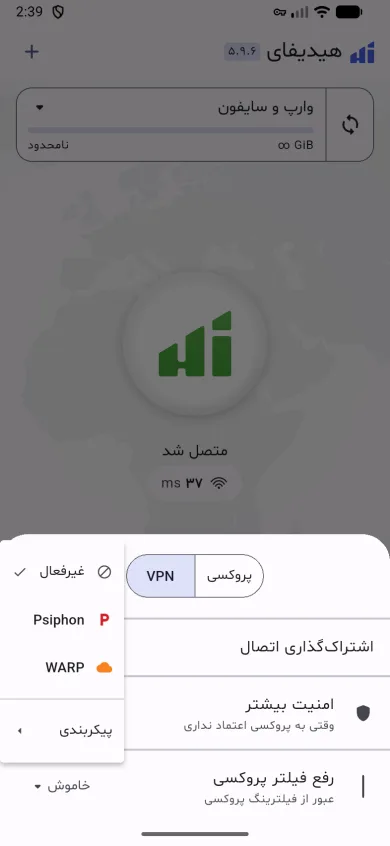 2:39
هیدیفای ۵.۹.۶ +
وارپ و سایفون
∞ GiB نامحدود
متصل شد
۳۷ ms
پروکسی VPN
غیرفعال
Psiphon
WARP
پیکربندی
اشتراک‌گذاری اتصال
امنیت بیشتر
وقتی به پروکسی اعتماد نداری
رفع فیلتر پروکسی
عبور از فیلترینگ پروکسی
خاموش